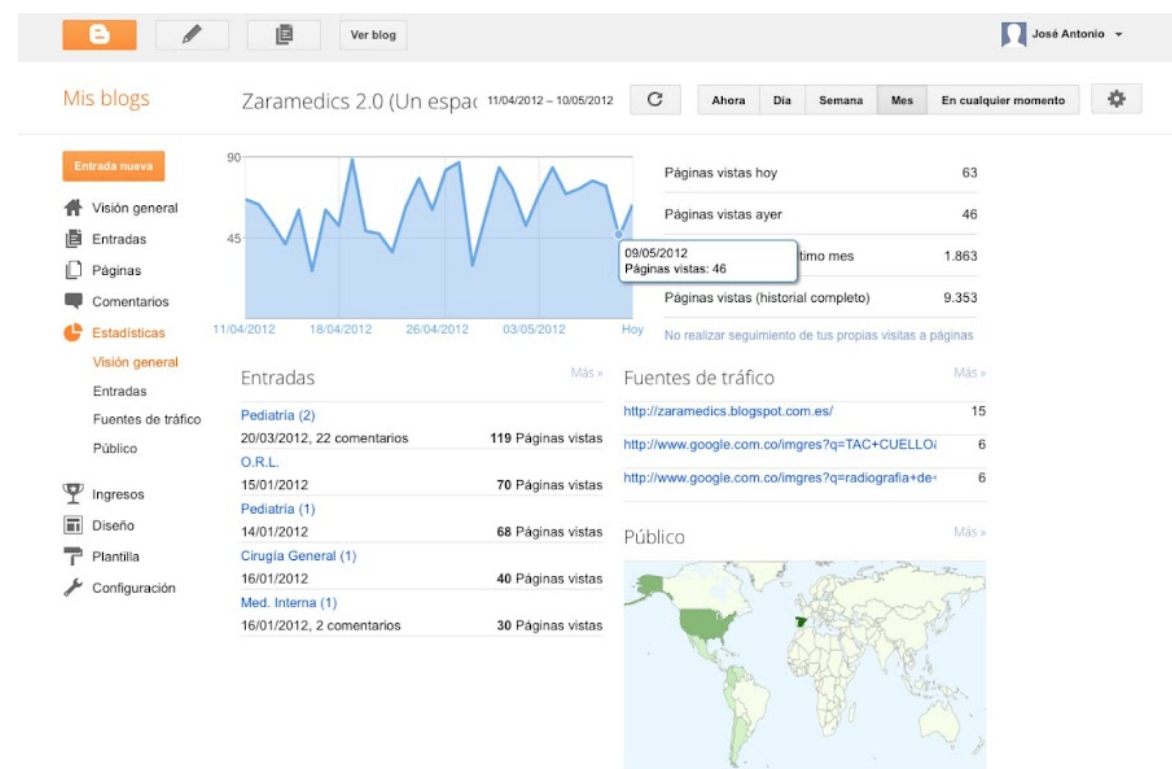 Ver blog
José Antonio
Mis blogs
Zaramedics 2.0 (Un espac 11/04/2012 – 10/05/2012
Ahora Día Semana Mes En cualquier momento
Entrada nueva
Visión general
Entradas
Páginas
Comentarios
Estadísticas
Visión general
Entradas
Fuentes de tráfico
Público
Ingresos
Diseño
Plantilla
Configuración
90
45
11/04/2012 18/04/2012 26/04/2012 03/05/2012 Hoy
09/05/2012
Páginas vistas: 46
Páginas vistas hoy 63
Páginas vistas ayer 46
timo mes 1.863
Páginas vistas (historial completo) 9.353
No realizar seguimiento de tus propias visitas a páginas
Entradas Más »
Pediatría (2)
20/03/2012, 22 comentarios 119 Páginas vistas
O.R.L.
15/01/2012 70 Páginas vistas
Pediatría (1)
14/01/2012 68 Páginas vistas
Cirugía General (1)
16/01/2012 40 Páginas vistas
Med. Interna (1)
16/01/2012, 2 comentarios 30 Páginas vistas
Fuentes de tráfico Más »
http://zaramedics.blogspot.com.es/ 15
http://www.google.com.co/imgres?q=TAC+CUELLO& 6
http://www.google.com.co/imgres?q=radiografia+de+ 6
Público Más »